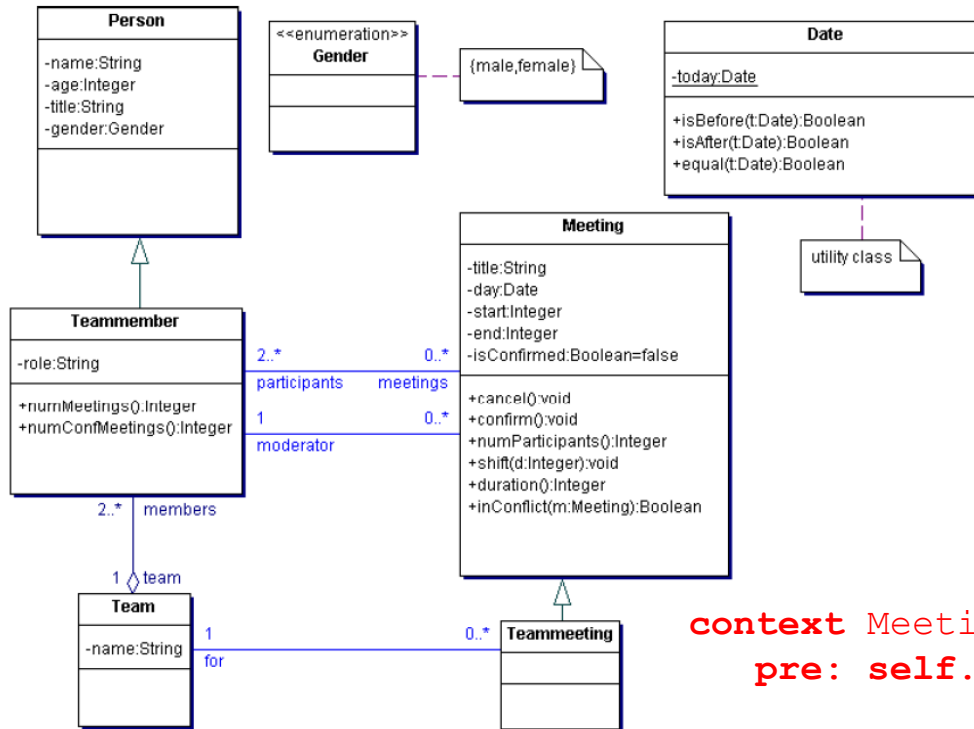 Person
-name:String
-age:Integer
-title:String
-gender:Gender
<<enumeration>>
Gender
{male,female}
Date
-today:Date
+isBefore(t:Date):Boolean
+isAfter(t:Date):Boolean
+equal(t:Date):Boolean
utility class
Teammember
-role:String
+numMeetings():Integer
+numConfMeetings():Integer
2..*
0..*
participants
meetings
1
0..*
moderator
Meeting
-title:String
-day:Date
-start:Integer
-end:Integer
-isConfirmed:Boolean=false
+cancel():void
+confirm():void
+numParticipants():Integer
+shift(d:Integer):void
+duration():Integer
+inConflict(m:Meeting):Boolean
2..*
members
1
team
Team
-name:String
1
0..*
for
Teammeeting
context Meeti
pre: self.